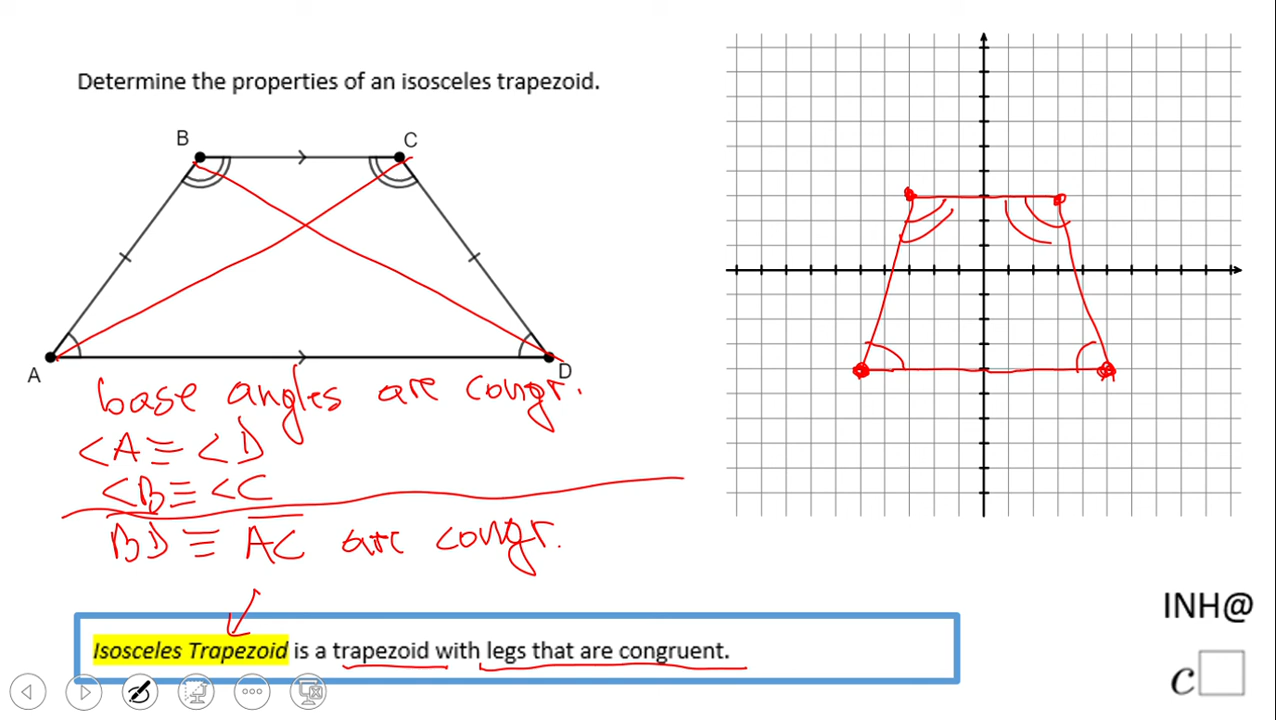 Determine the properties of an isosceles trapezoid.
B
C
A
D
base angles are congr.
<A ≡ <D
<B ≡ <C
BD ≡ AC are congr.
Isosceles Trapezoid is a trapezoid with legs that are congruent.
INH@
c